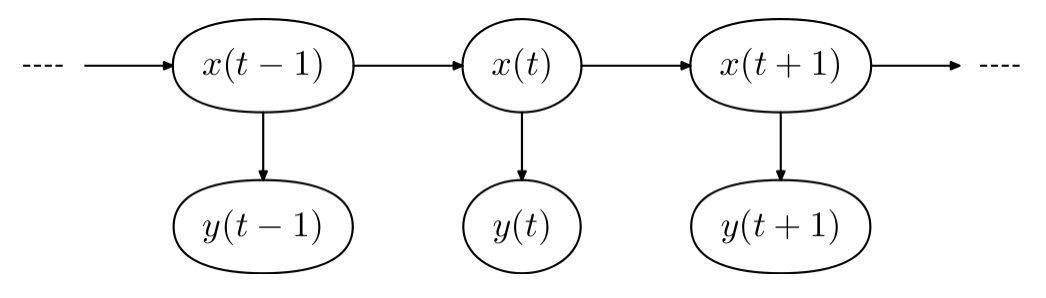 x(t − 1) x(t) x(t + 1)
y(t − 1) y(t) y(t + 1)